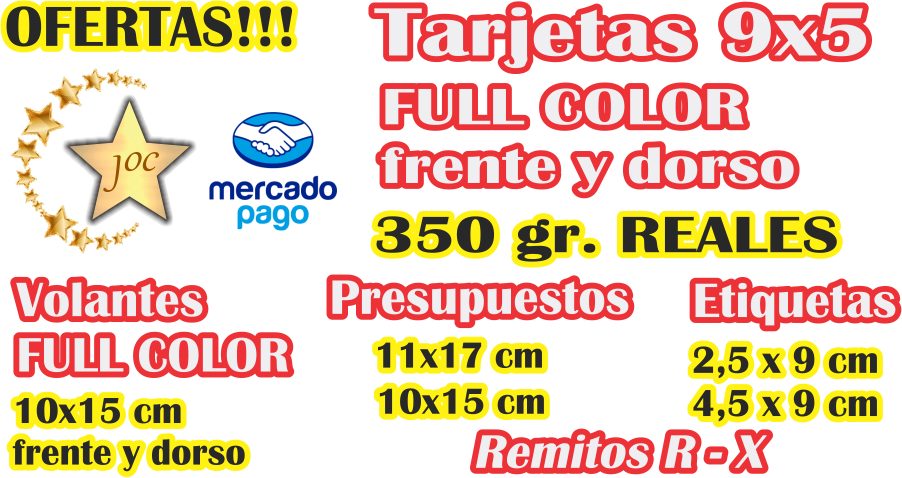 OFERTAS!!!
joc
mercado
pago
Tarjetas 9x5
FULL COLOR
frente y dorso
350 gr. REALES
Volantes
FULL COLOR
10x15 cm
frente y dorso
Presupuestos
11x17 cm
10x15 cm
Etiquetas
2,5 x 9 cm
4,5 x 9 cm
Remitos R - X